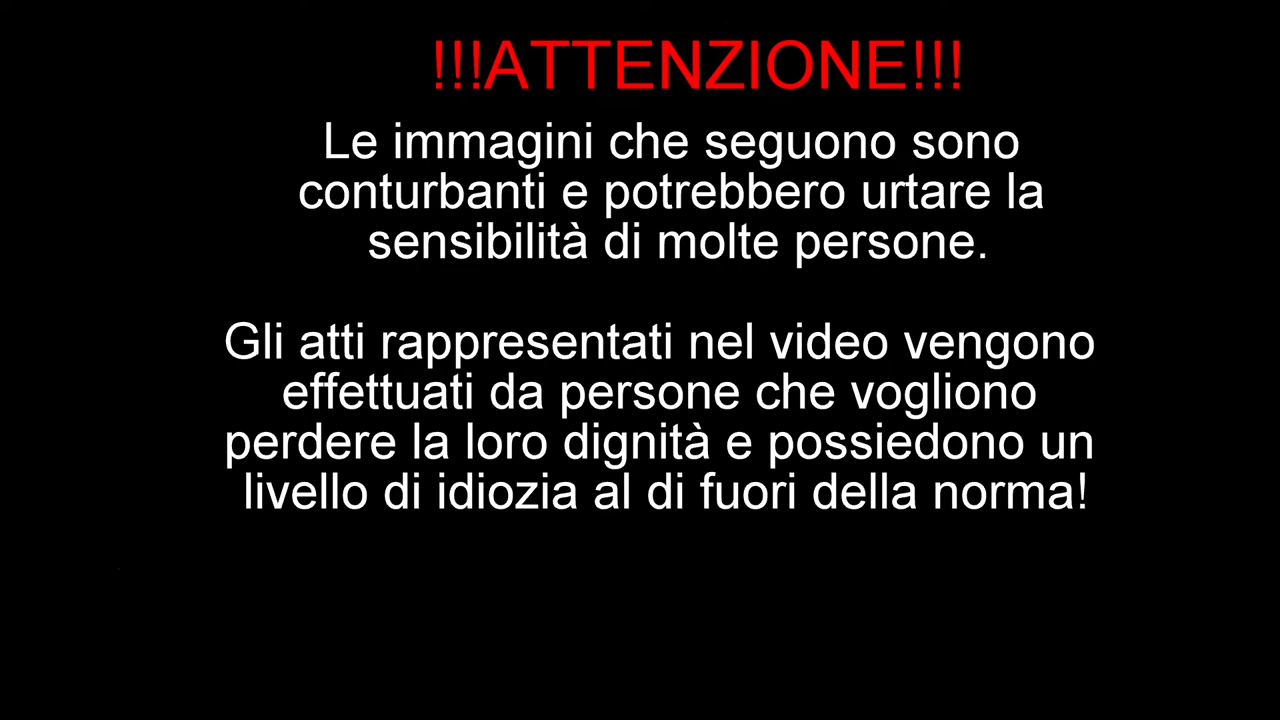 !!!ATTENZIONE!!!
Le immagini che seguono sono
conturbanti e potrebbero urtare la
sensibilità di molte persone.
Gli atti rappresentati nel video vengono
effettuati da persone che vogliono
perdere la loro dignità e possiedono un
livello di idiozia al di fuori della norma!